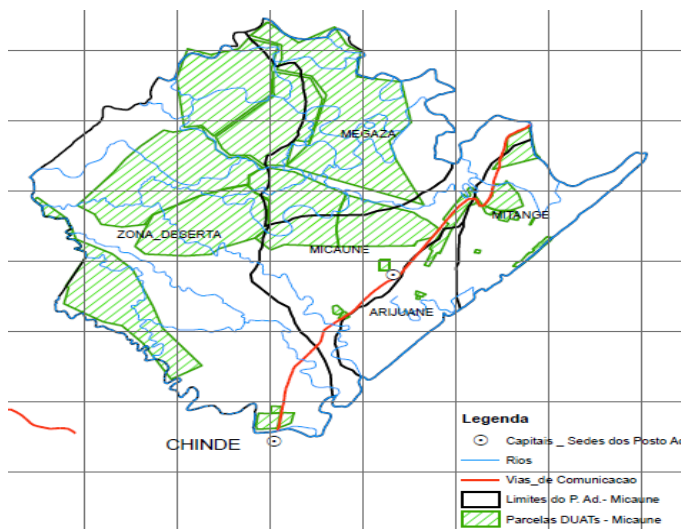 MEGAZA
MITANGE
ZONA_DESERTA
MICAUNE
ARIJUANE
CHINDE
Legenda
Capitais _ Sedes dos Posto Ad
Rios
Vias_de Comunicacao
Limites do P. Ad.- Micaune
Parcelas DUATs - Micaune